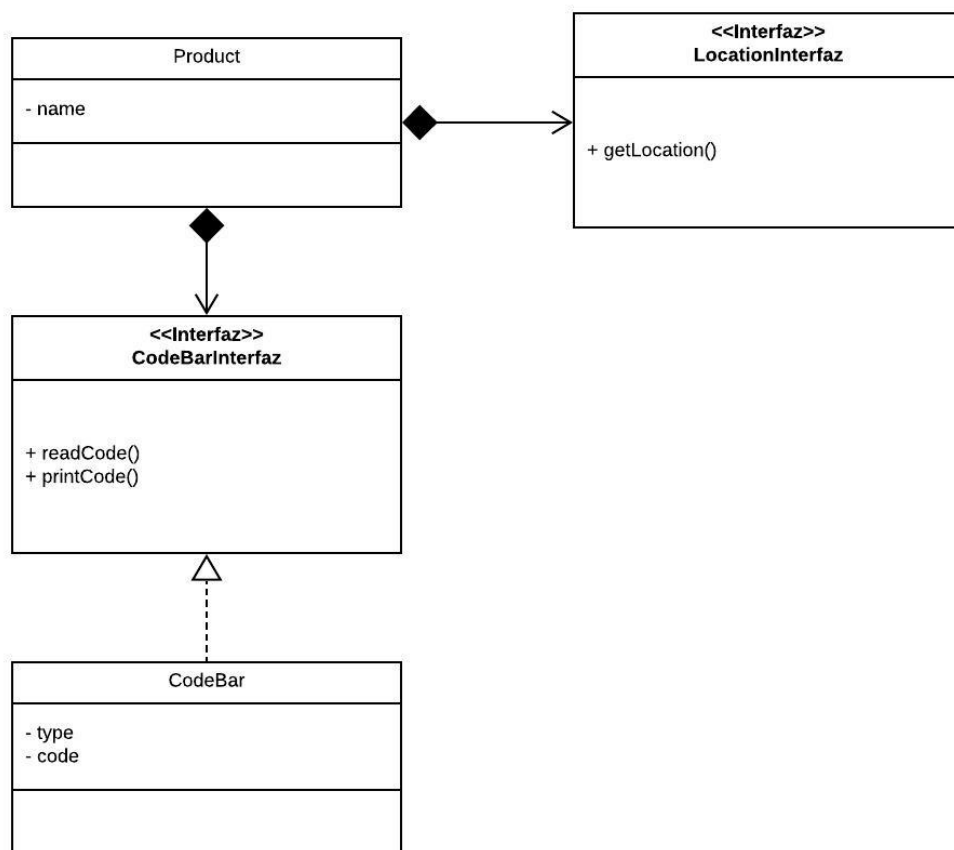 Product
- name
<<Interfaz>>
LocationInterfaz
+ getLocation()
<<Interfaz>>
CodeBarInterfaz
+ readCode()
+ printCode()
CodeBar
- type
- code